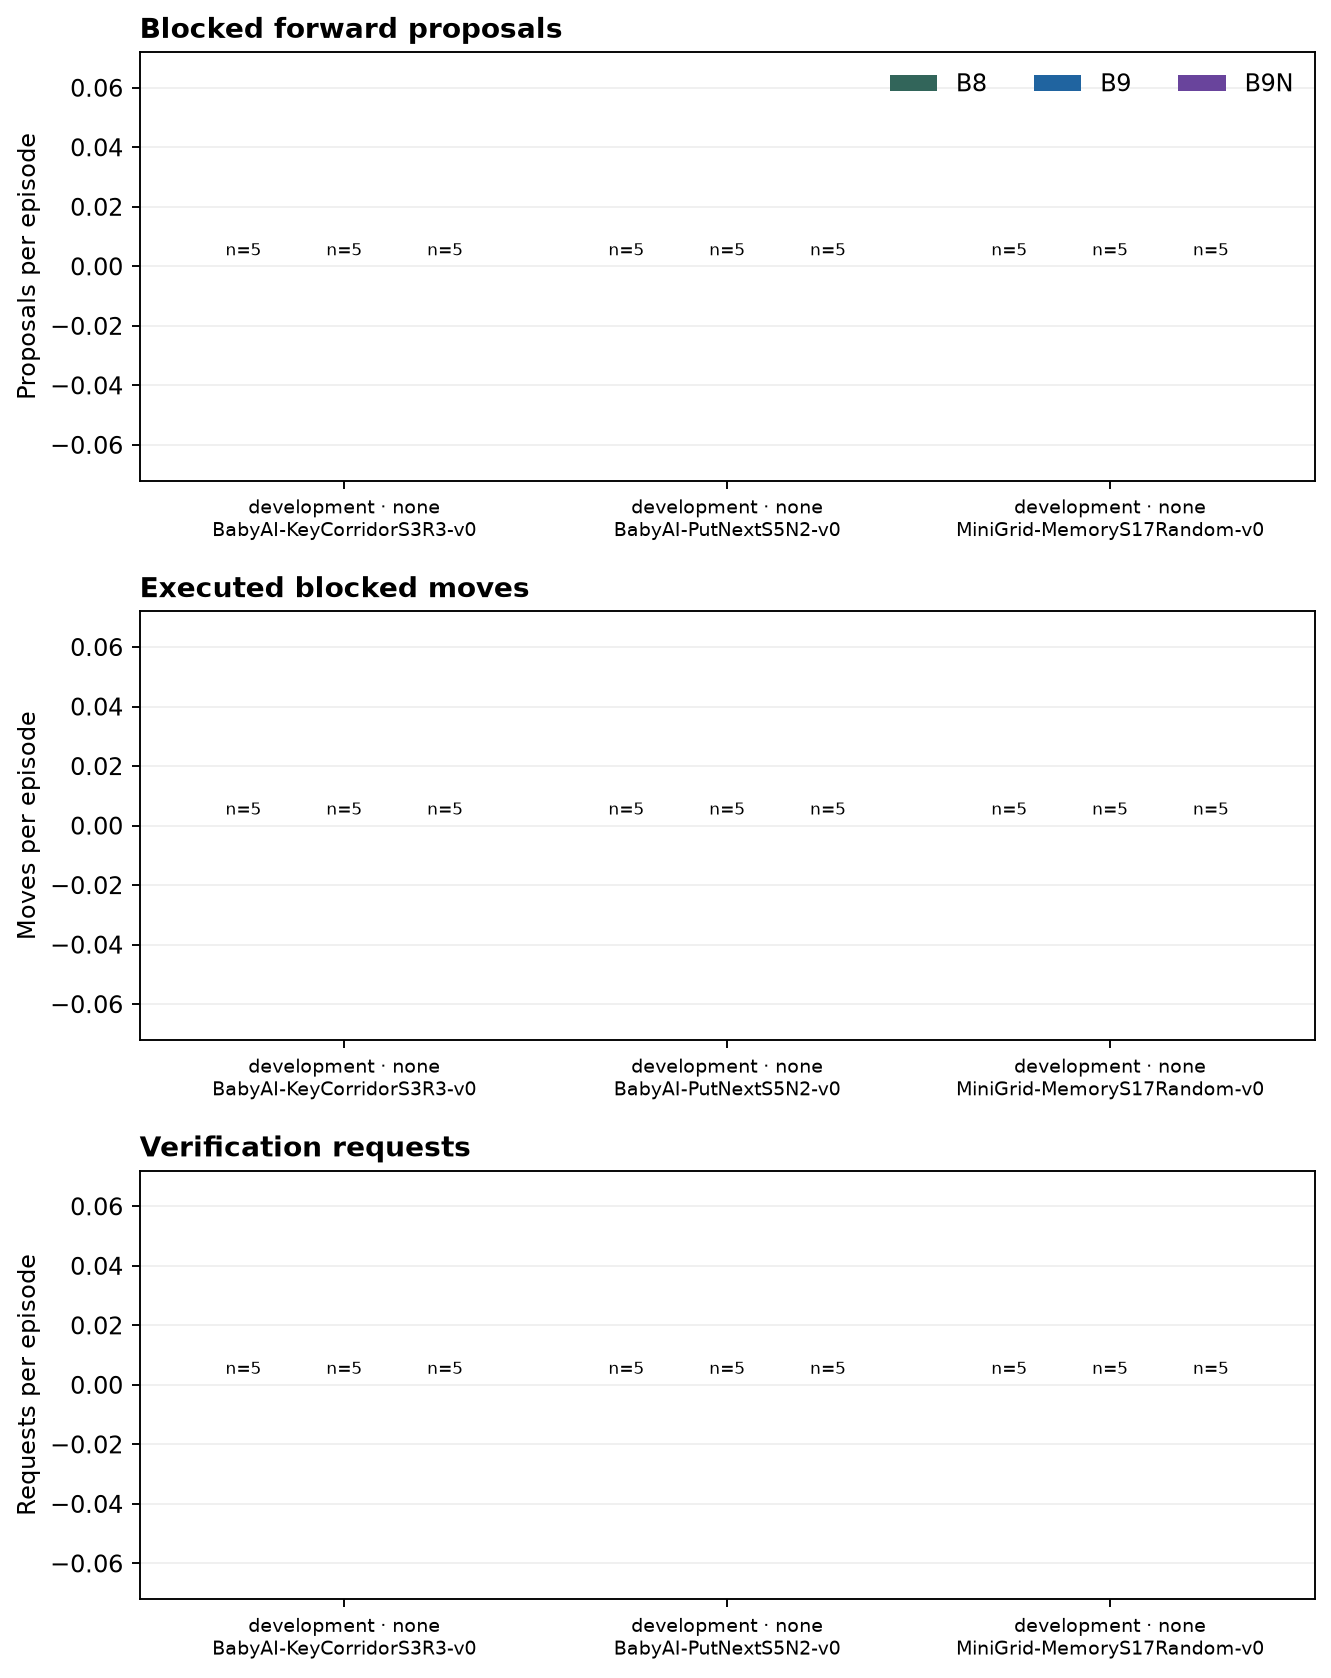 Blocked forward proposals
B8 B9 B9N
Proposals per episode
0.06
0.04
0.02
n=5 n=5 n=5 n=5 n=5 n=5 n=5 n=5 n=5
0.00
−0.02
−0.04
−0.06
development · none development · none development · none
BabyAI-KeyCorridorS3R3-v0 BabyAI-PutNextS5N2-v0 MiniGrid-MemoryS17Random-v0
Executed blocked moves
Moves per episode
0.06
0.04
0.02
n=5 n=5 n=5 n=5 n=5 n=5 n=5 n=5 n=5
0.00
−0.02
−0.04
−0.06
development · none development · none development · none
BabyAI-KeyCorridorS3R3-v0 BabyAI-PutNextS5N2-v0 MiniGrid-MemoryS17Random-v0
Verification requests
Requests per episode
0.06
0.04
0.02
n=5 n=5 n=5 n=5 n=5 n=5 n=5 n=5 n=5
0.00
−0.02
−0.04
−0.06
development · none development · none development · none
BabyAI-KeyCorridorS3R3-v0 BabyAI-PutNextS5N2-v0 MiniGrid-MemoryS17Random-v0